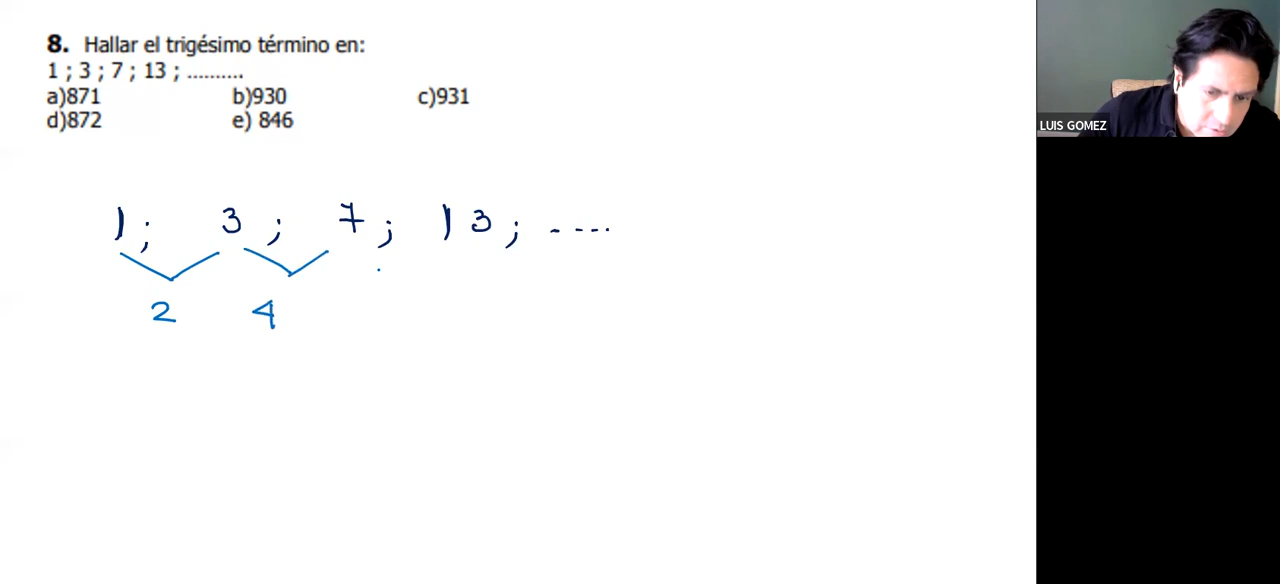 8. Hallar el trigésimo término en:
1 ; 3 ; 7 ; 13 ; ..........
a)871 b)930 c)931
d)872 e) 846
LUIS GOMEZ
1; 3; 7; 13; ....
2 4